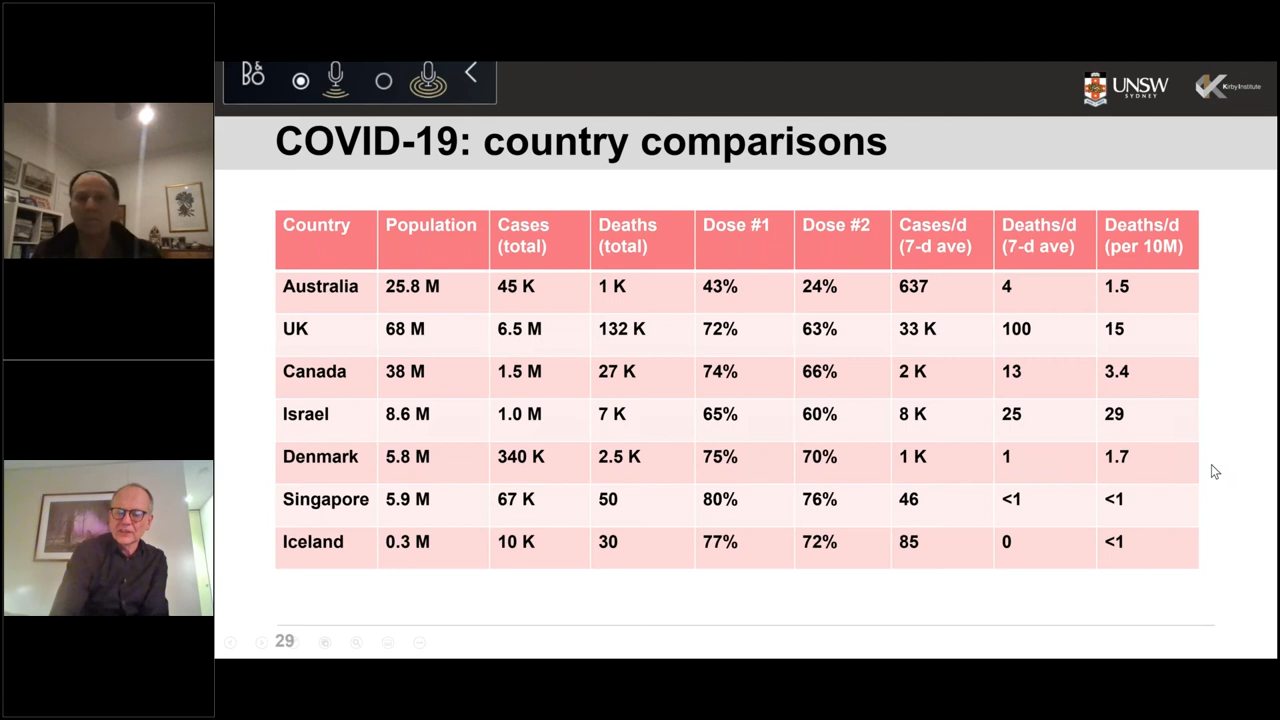 B&BO
UNSW
SYDNEY
Kirby Institute
COVID-19: country comparisons
Country Population Cases (total) Deaths (total) Dose #1 Dose #2 Cases/d (7-d ave) Deaths/d (7-d ave) Deaths/d (per 10M)
Australia 25.8 M 45 K 1 K 43% 24% 637 4 1.5
UK 68 M 6.5 M 132 K 72% 63% 33 K 100 15
Canada 38 M 1.5 M 27 K 74% 66% 2 K 13 3.4
Israel 8.6 M 1.0 M 7 K 65% 60% 8 K 25 29
Denmark 5.8 M 340 K 2.5 K 75% 70% 1 K 1 1.7
Singapore 5.9 M 67 K 50 80% 76% 46 <1 <1
Iceland 0.3 M 10 K 30 77% 72% 85 0 <1
29